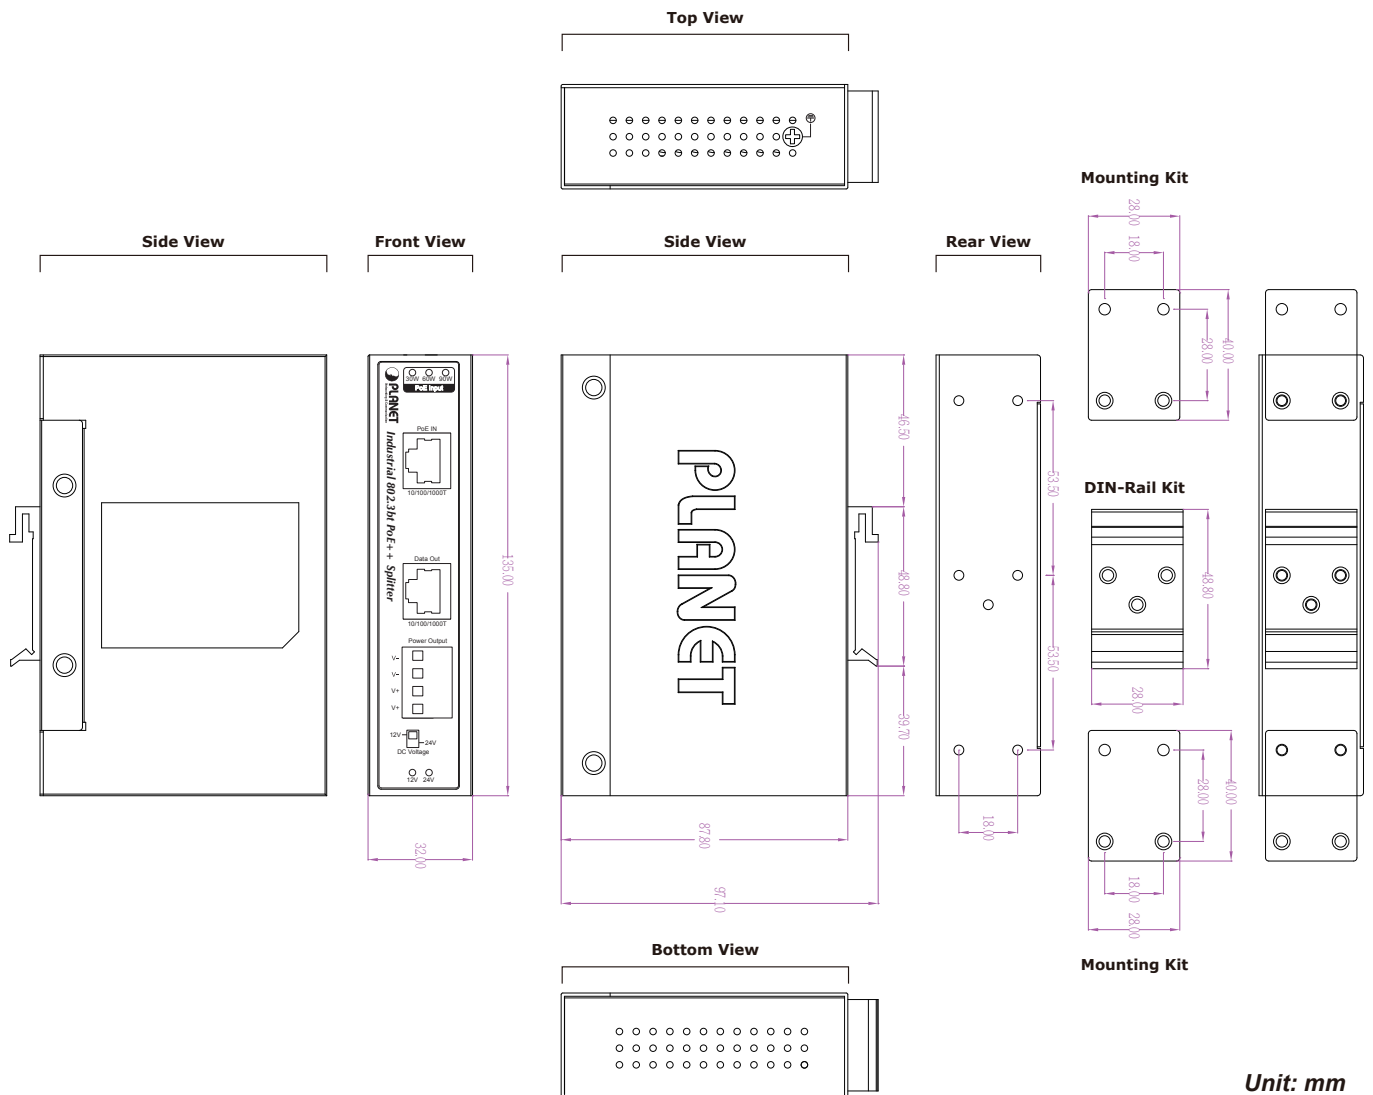 Top View
Mounting Kit
28.00
18.00
28.00
40.00
Side View
Front View
Side View
Rear View
30W 60W 90W
PoE Input
PLANET
PoE IN
10/100/1000T
Industrial 802.3bt PoE++ Splitter
Data Out
10/100/1000T
Power Output
V-
V-
V+
V+
12V
24V
DC Voltage
12V 24V
135.00
32.00
PLANET
46.50
48.80
39.70
87.80
53.50
53.50
18.00
DIN-Rail Kit
48.80
28.00
28.00
40.00
18.00
28.00
Mounting Kit
Bottom View
Unit: mm